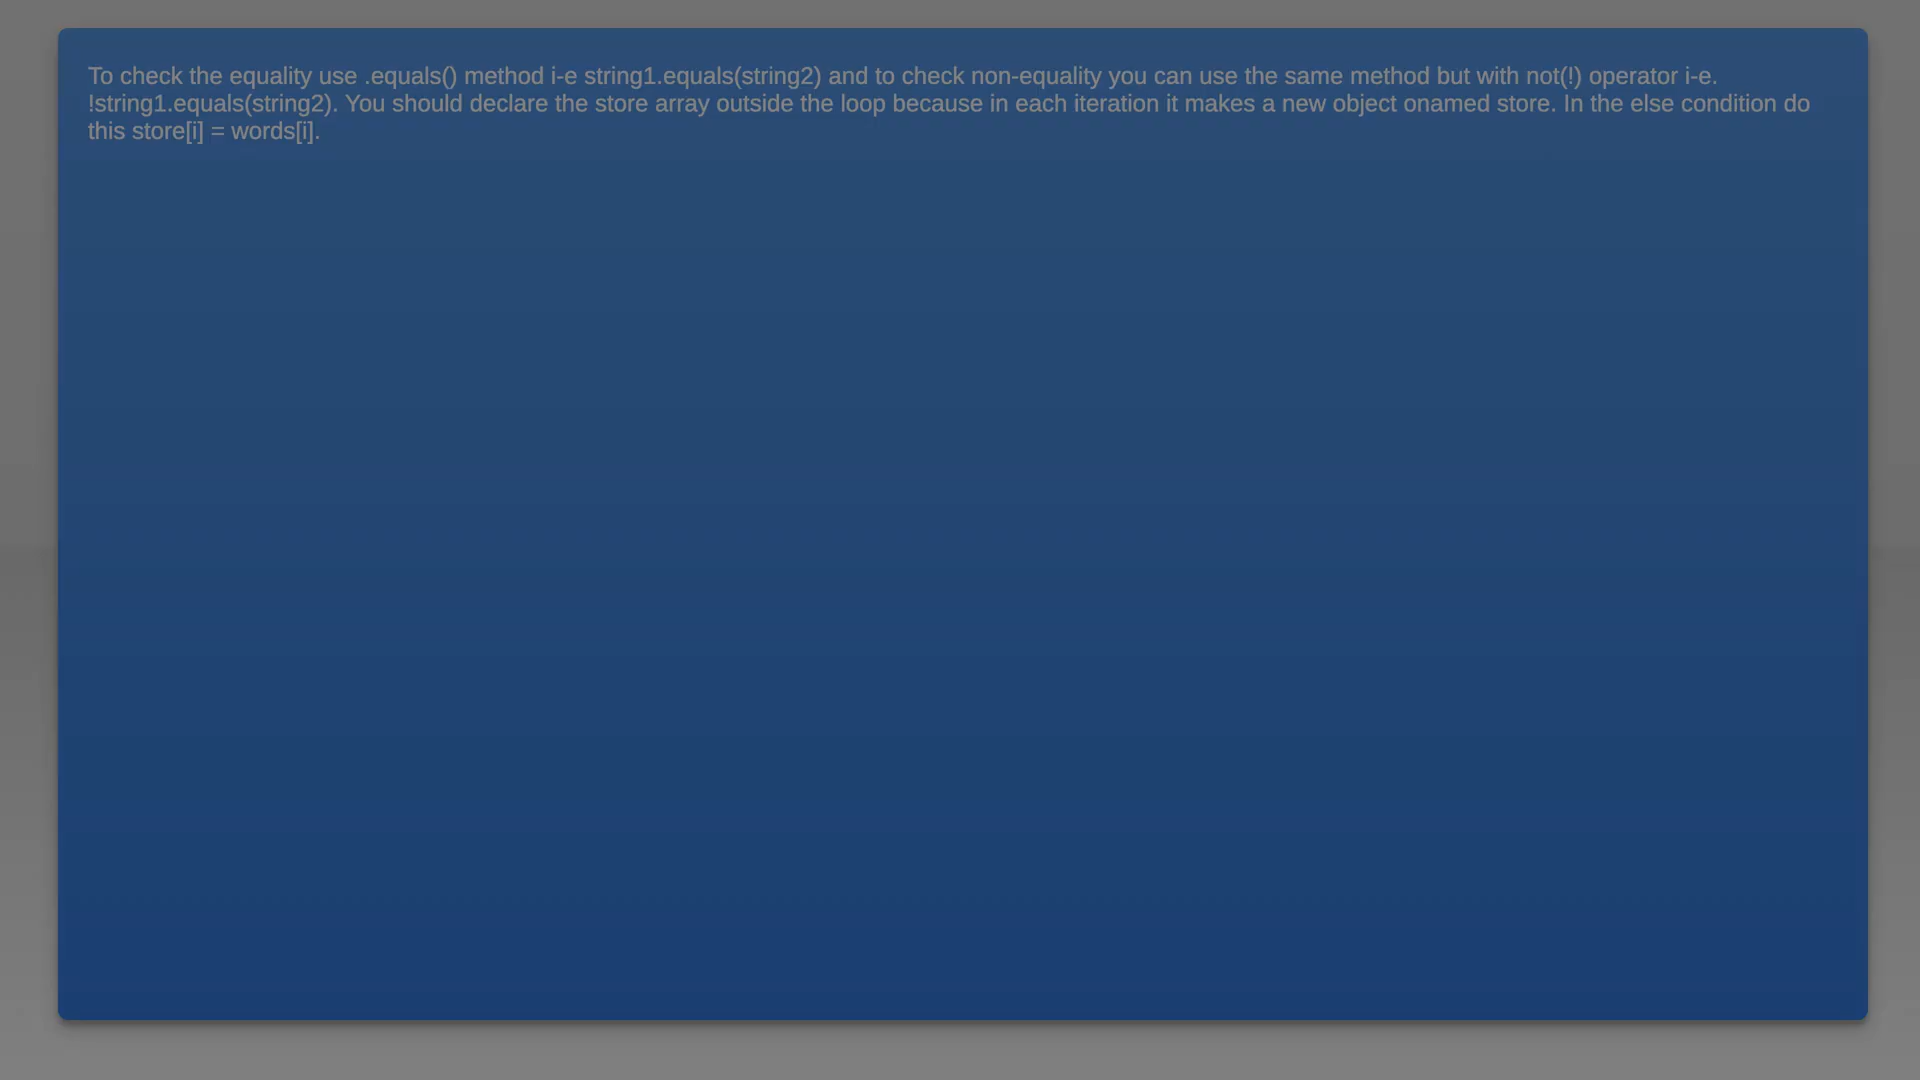 To check the equality use .equals() method i-e string1.equals(string2) and to check non-equality you can use the same method but with not(!) operator i-e.
!string1.equals(string2). You should declare the store array outside the loop because in each iteration it makes a new object onamed store. In the else condition do
this store[i] = words[i].